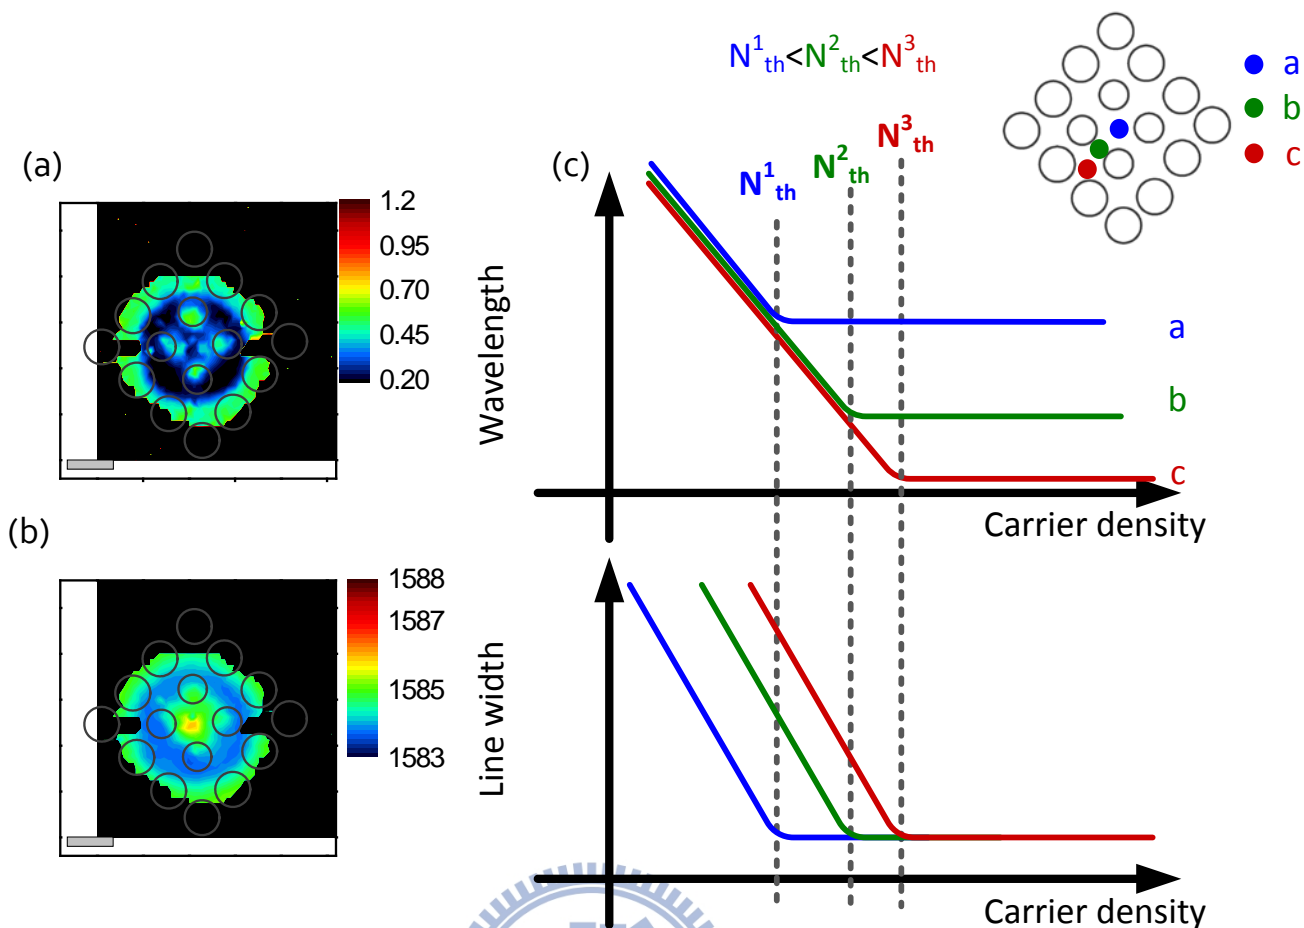 (a)
1.2
0.95
0.70
0.45
0.20
(b)
1588
1587
1585
1583
(c)
N¹th<N²th<N³th
N¹th
N²th
N³th
a
b
c
Wavelength
a
b
c
Carrier density
Line width
Carrier density